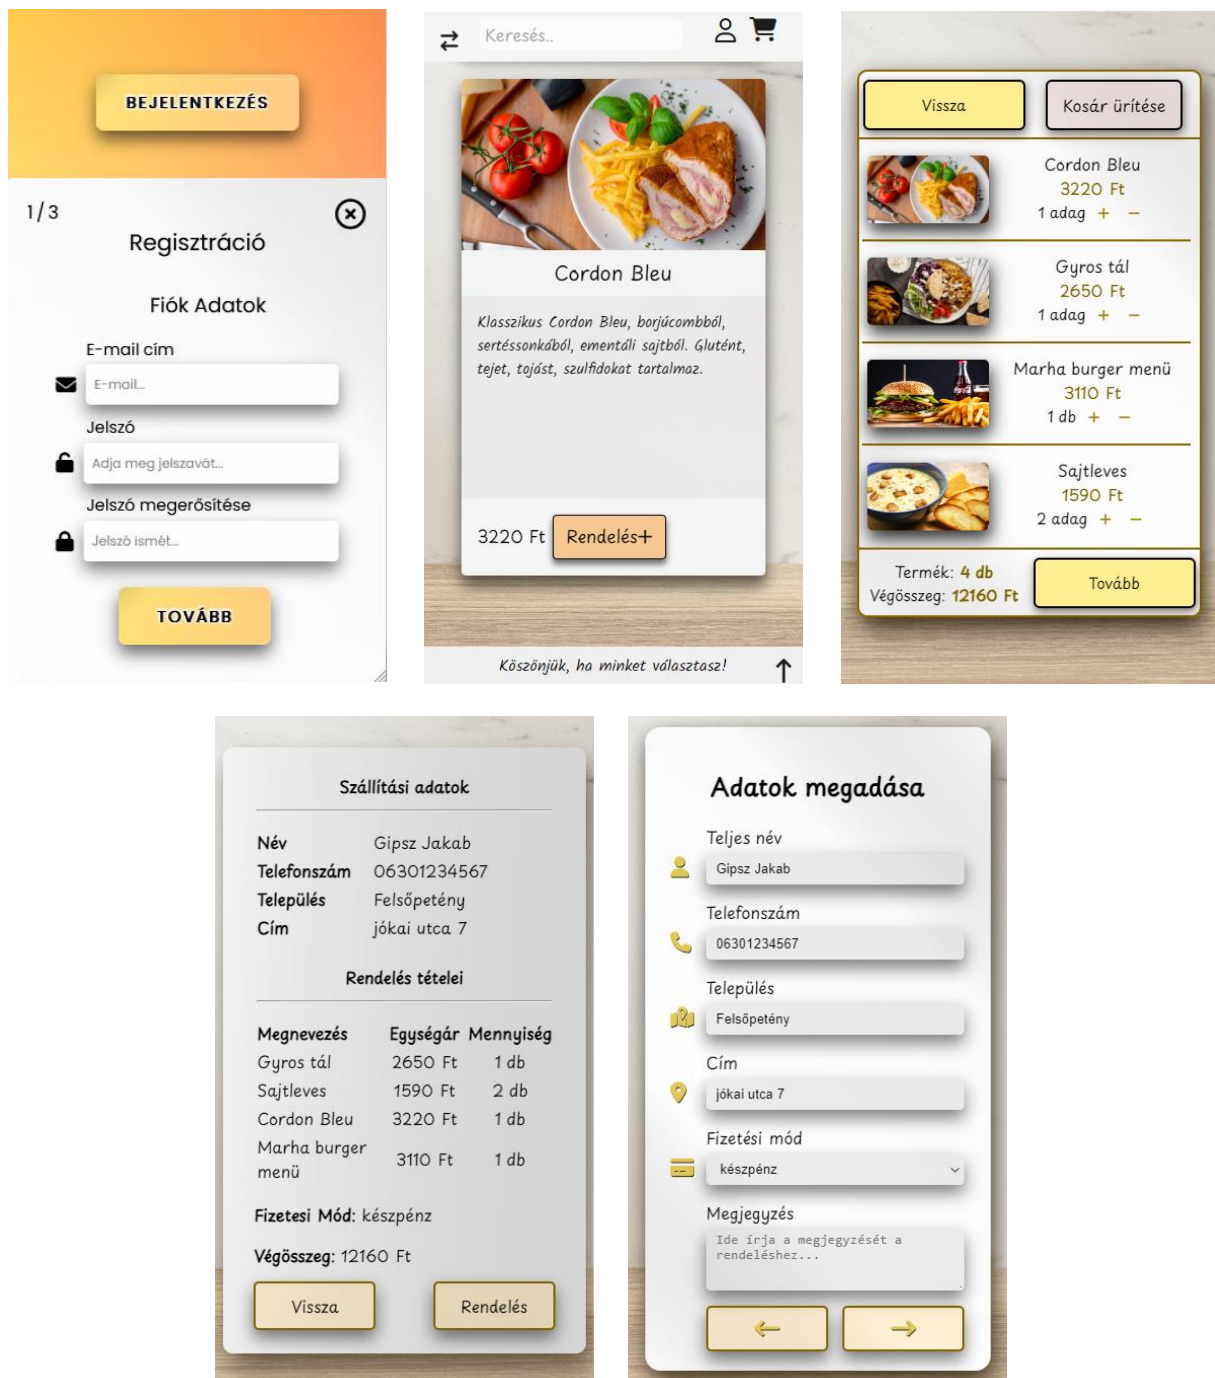 BEJELENTKEZÉS
1/3
Regisztráció
Fiók Adatok
E-mail cím
E-mail...
Jelszó
Adja meg jelszavát...
Jelszó megerősítése
Jelszó ismét...
TOVÁBB
Keresés..
Cordon Bleu
Klasszikus Cordon Bleu, borjúcombból,
sertéssonkából, ementáli sajtból. Glutént,
tejet, tojást, szulfidokat tartalmaz.
3220 Ft Rendelés+
Köszönjük, ha minket választasz!
Vissza Kosár ürítése
Cordon Bleu
3220 Ft
1 adag + −
Gyros tál
2650 Ft
1 adag + −
Marha burger menü
3110 Ft
1 db + −
Sajtleves
1590 Ft
2 adag + −
Termék: 4 db
Végösszeg: 12160 Ft
Tovább
Szállítási adatok
Név Gipsz Jakab
Telefonszám 06301234567
Település Felsőpetény
Cím jókai utca 7
Rendelés tételei
Megnevezés Egységár Mennyiség
Gyros tál 2650 Ft 1 db
Sajtleves 1590 Ft 2 db
Cordon Bleu 3220 Ft 1 db
Marha burger
menü 3110 Ft 1 db
Fizetesi Mód: készpénz
Végösszeg: 12160 Ft
Vissza Rendelés
Adatok megadása
Teljes név
Gipsz Jakab
Telefonszám
06301234567
Település
Felsőpetény
Cím
jókai utca 7
Fizetési mód
készpénz
Megjegyzés
Ide írja a megjegyzését a
rendeléshez...